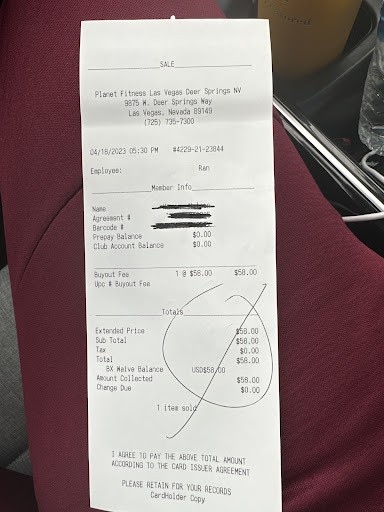 SALE
Planet Fitness Las Vegas Deer Springs NV
9875 W. Deer Springs Way
Las Vegas, Nevada 89149
(725) 735-7300
04/18/2023 05:30 PM #4229-21-23844
Employee: Ran
Member Info
Name
Agreement #
Barcode #
Prepay Balance $0.00
Club Account Balance $0.00
Buyout Fee 1 @ $58.00 $58.00
Upc # Buyout Fee
Totals
Extended Price $58.00
Sub Total $58.00
Tax $0.00
Total $58.00
BX Waive Balance USD$58.00
Amount Collected $58.00
Change Due $0.00
1 item sold
I AGREE TO PAY THE ABOVE TOTAL AMOUNT
ACCORDING TO THE CARD ISSUER AGREEMENT
PLEASE RETAIN FOR YOUR RECORDS
CardHolder Copy